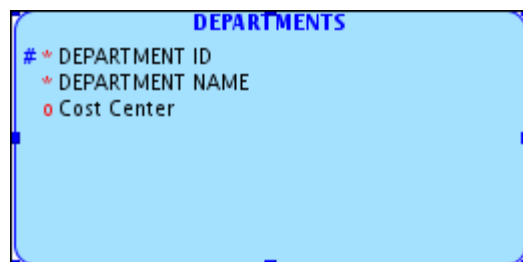 DEPARTMENTS
# * DEPARTMENT ID
* DEPARTMENT NAME
o Cost Center